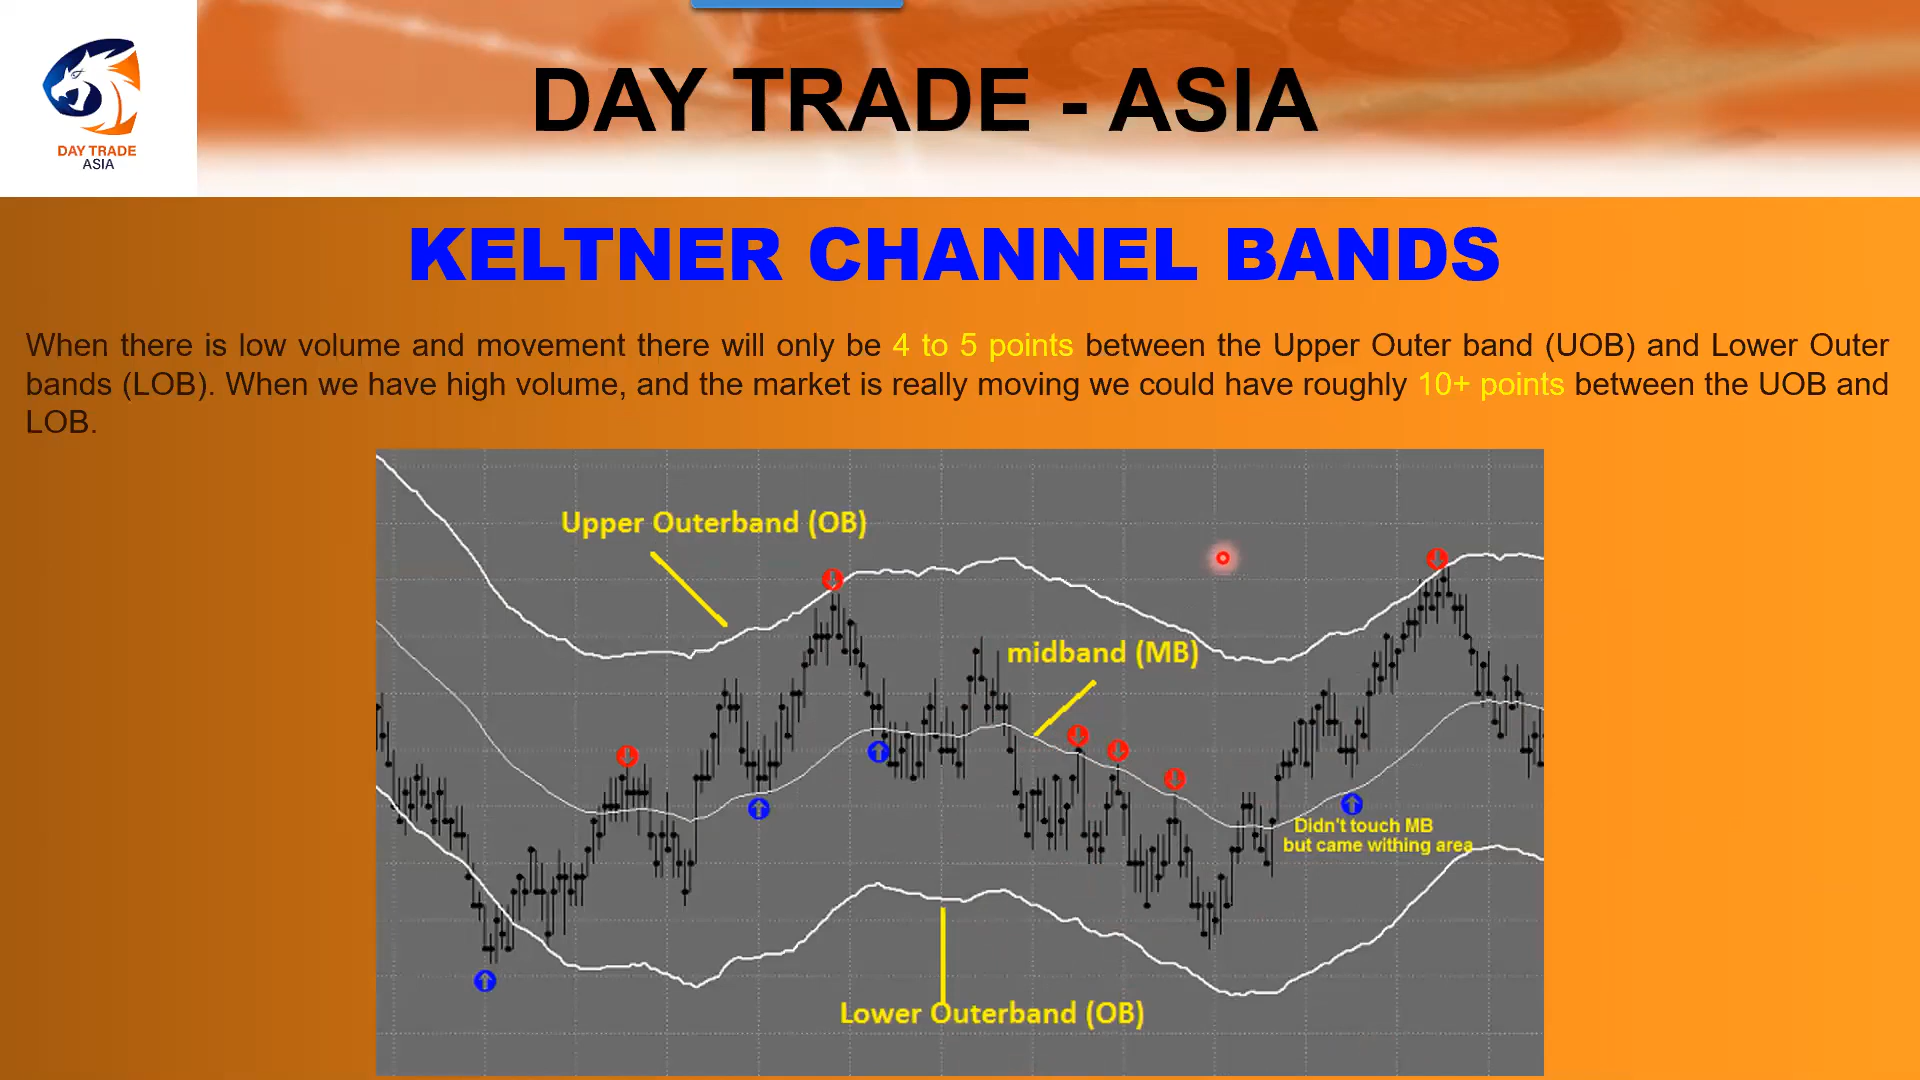 DAY TRADE - ASIA
DAY TRADE
ASIA
KELTNER CHANNEL BANDS
When there is low volume and movement there will only be 4 to 5 points between the Upper Outer band (UOB) and Lower Outer
bands (LOB). When we have high volume, and the market is really moving we could have roughly 10+ points between the UOB and
LOB.
Upper Outerband (OB)
midband (MB)
Didn't touch MB
but came withing area
Lower Outerband (OB)